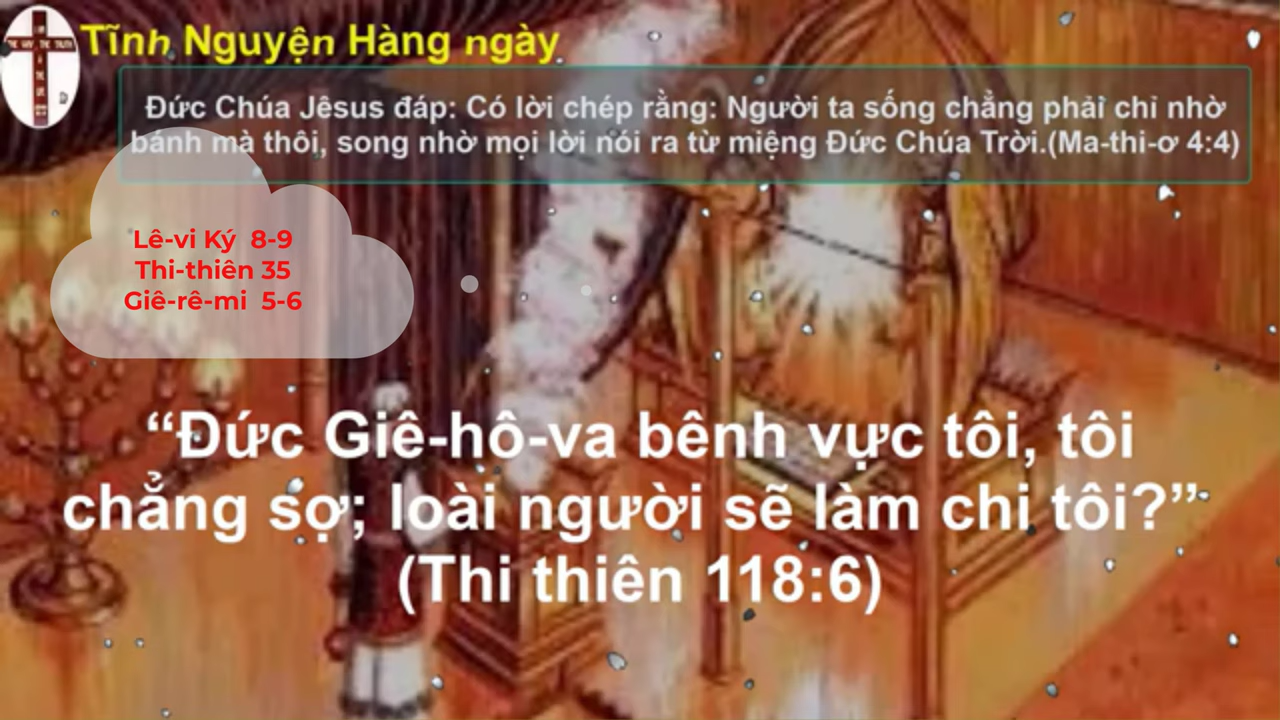 Tĩnh Nguyện Hàng ngày
Đức Chúa Jêsus đáp: Có lời chép rằng: Người ta sống chẳng phải chỉ nhờ
bánh mà thôi, song nhờ mọi lời nói ra từ miệng Đức Chúa Trời.(Ma-thi-ơ 4:4)
Lê-vi Ký 8-9
Thi-thiên 35
Giê-rê-mi 5-6
“Đức Giê-hô-va bênh vực tôi, tôi
chẳng sợ; loài người sẽ làm chi tôi?”
(Thi thiên 118:6)